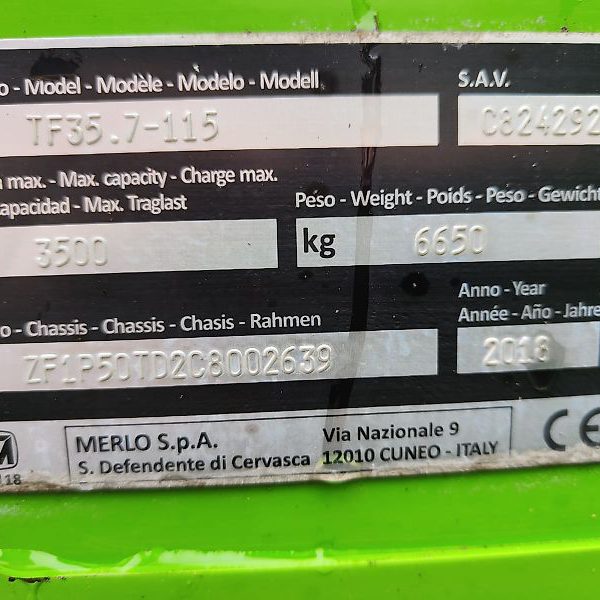 o - Model - Modèle - Modelo - Modell
S.A.V.
TF35.7-115
C824292
max. - Max. capacity - Charge max.
apacidad - Max. Traglast
Peso - Weight - Poids - Peso - Gewicht
3500
kg
6650
Anno - Year
Année - Año - Jahre
o - Chassis - Chassis - Chasis - Rahmen
ZF1P50TD2C8002639
2018
MERLO S.p.A.
Via Nazionale 9
S. Defendente di Cervasca
12010 CUNEO - ITALY
CE
18